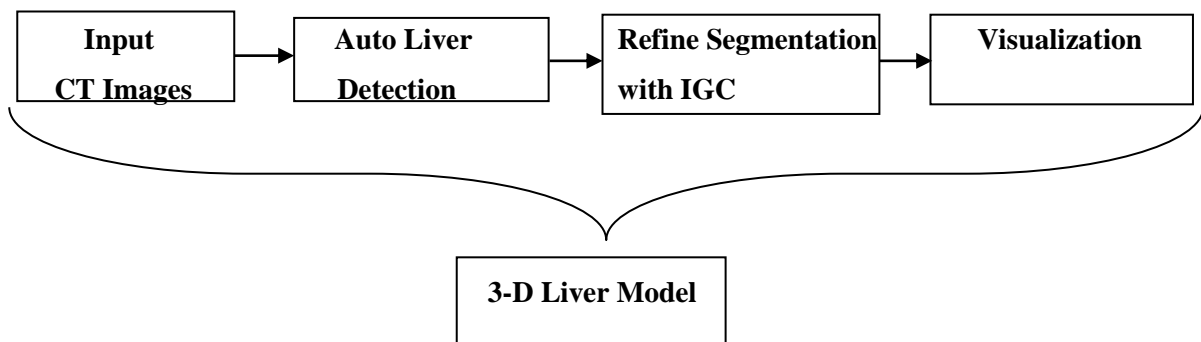 Input
CT Images
Auto Liver
Detection
Refine Segmentation
with IGC
Visualization
3-D Liver Model